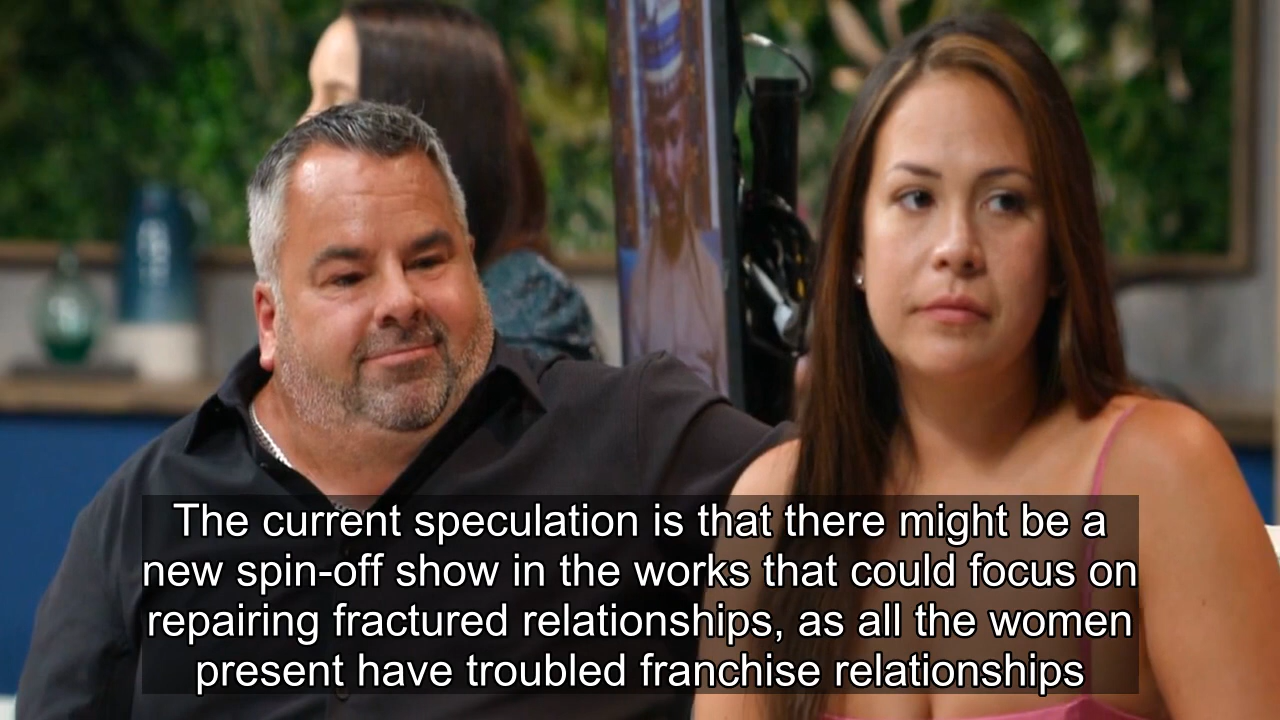 The current speculation is that there might be a
new spin-off show in the works that could focus on
repairing fractured relationships, as all the women
present have troubled franchise relationships